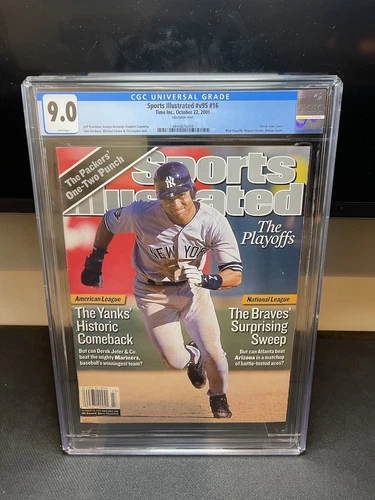 CGC UNIVERSAL GRADE
9.0
Sports Illustrated #v95 #16
Time Inc., October 22, 2001
The Packers'
One-Two Punch
Sports
Illustrated
The
Playoffs
NEW YORK
American League
The Yanks'
Historic
Comeback
But can Derek Jeter & Co.
beat the mighty Mariners,
baseball's winningest team?
National League
The Braves'
Surprising
Sweep
But can Atlanta beat
Arizona in a matchup
of battle-tested aces?